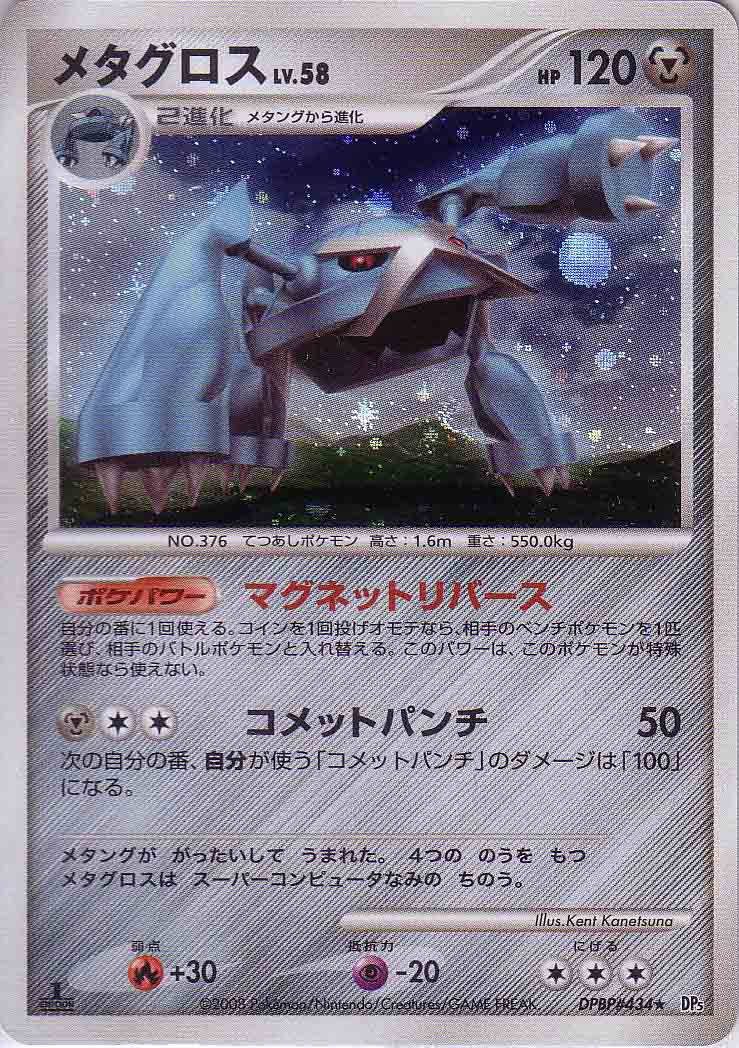 メタグロス LV.58 HP 120
2進化 メタングから進化
NO.376 てつあしポケモン 高さ：1.6m 重さ：550.0kg
ポケパワー マグネットリバース
自分の番に1回使える。コインを1回投げオモテなら、相手のベンチポケモンを1匹
選び、相手のバトルポケモンと入れ替える。このパワーは、このポケモンが特殊
状態なら使えない。
コメットパンチ 50
次の自分の番、自分が使う「コメットパンチ」のダメージは「100」
になる。
メタングが がったいして うまれた。 4つの のうを もつ
メタグロスは スーパーコンピュータなみの ちのう。
Illus.Kent Kanetsuna
弱点 抵抗力 にげる
+30 -20
1 EDITION ©2008 Pokémon/Nintendo/Creatures/GAME FREAK. DPBP#434★ DP5